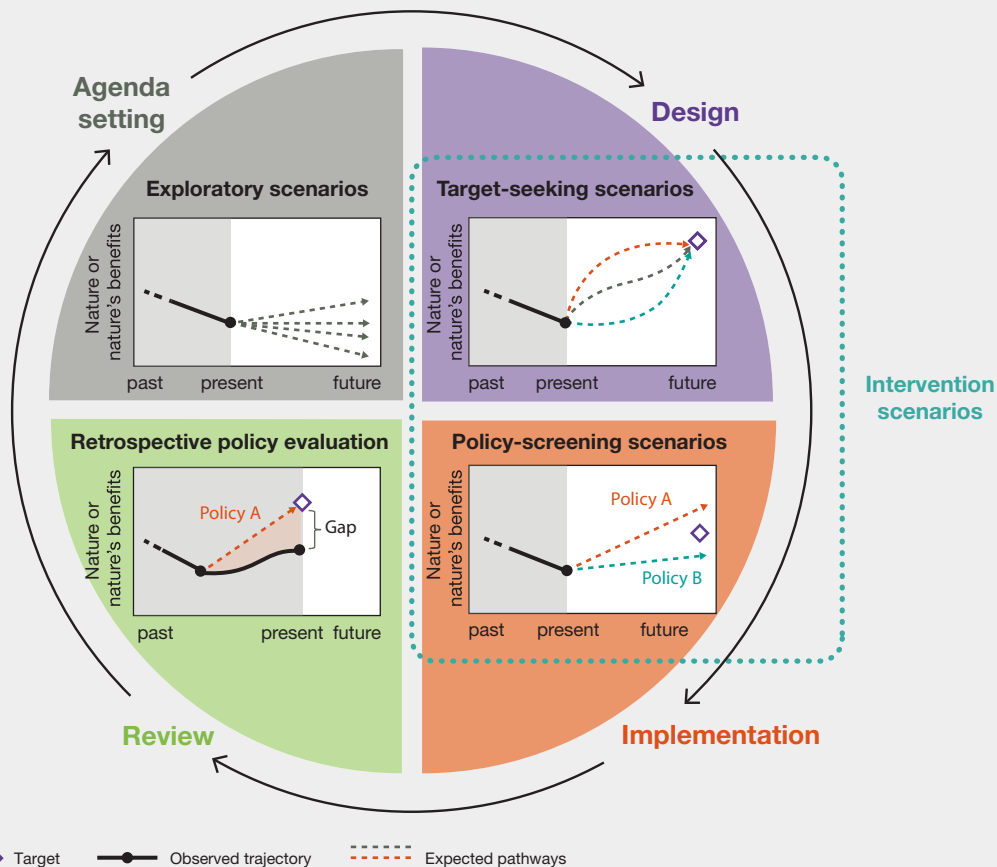 Agenda
setting
Design
Exploratory scenarios
Nature or
nature's benefits
past present future
Target-seeking scenarios
Nature or
nature's benefits
past present future
Intervention
scenarios
Retrospective policy evaluation
Nature or
nature's benefits
Policy A
Gap
past present future
Policy-screening scenarios
Nature or
nature's benefits
Policy A
Policy B
past present future
Review
Implementation
Target Observed trajectory Expected pathways